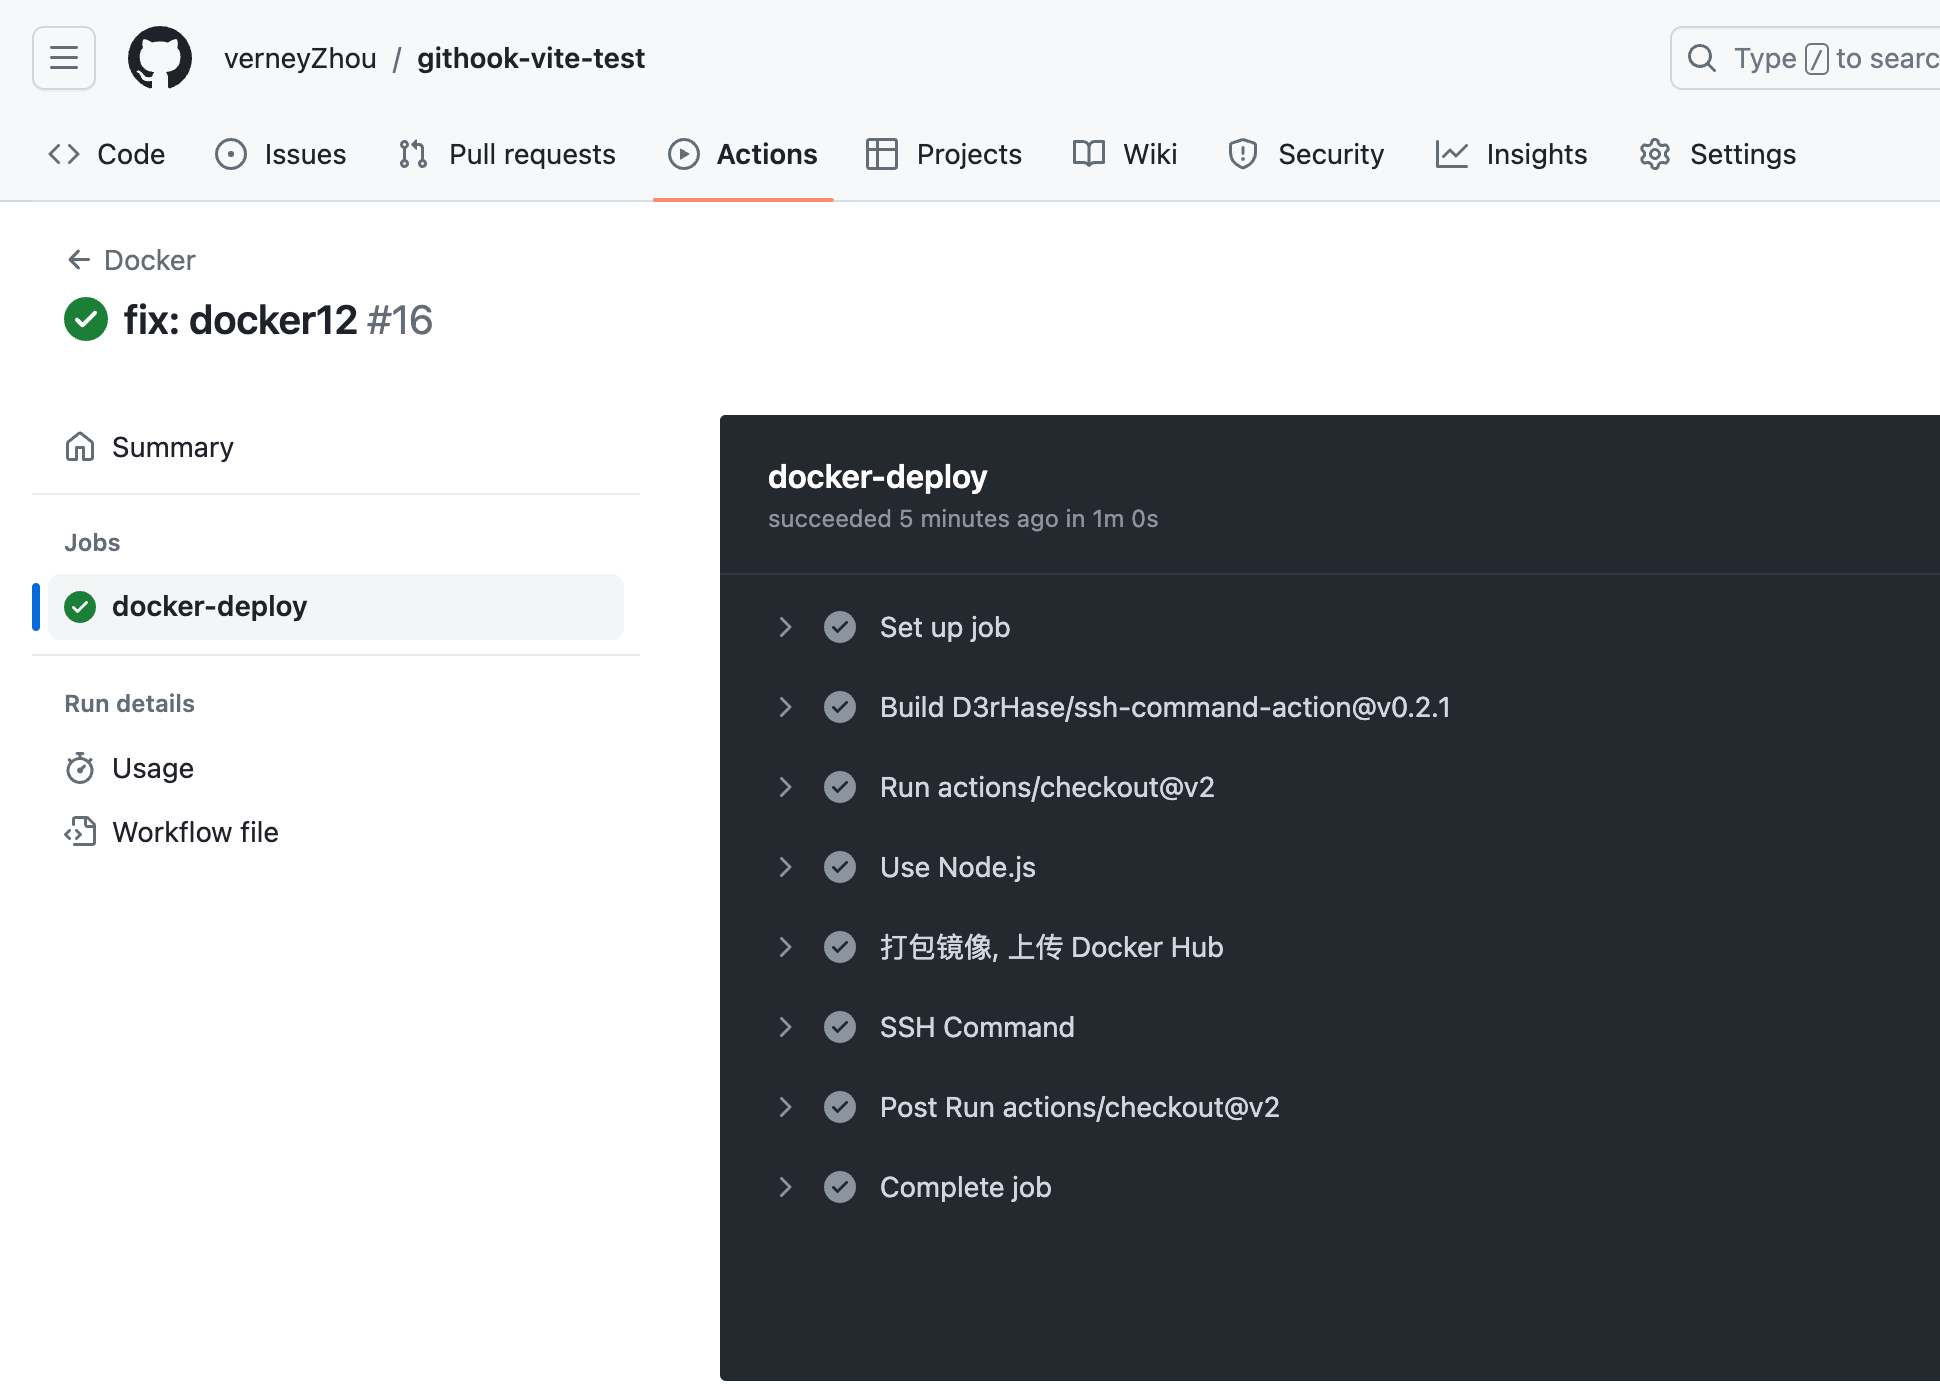 verneyZhou / githook-vite-test
Type / to searc
Code Issues Pull requests Actions Projects Wiki Security Insights Settings
Docker
fix: docker12 #16
Summary
Jobs
docker-deploy
Run details
Usage
Workflow file
docker-deploy
succeeded 5 minutes ago in 1m 0s
Set up job
Build D3rHase/ssh-command-action@v0.2.1
Run actions/checkout@v2
Use Node.js
打包镜像, 上传 Docker Hub
SSH Command
Post Run actions/checkout@v2
Complete job